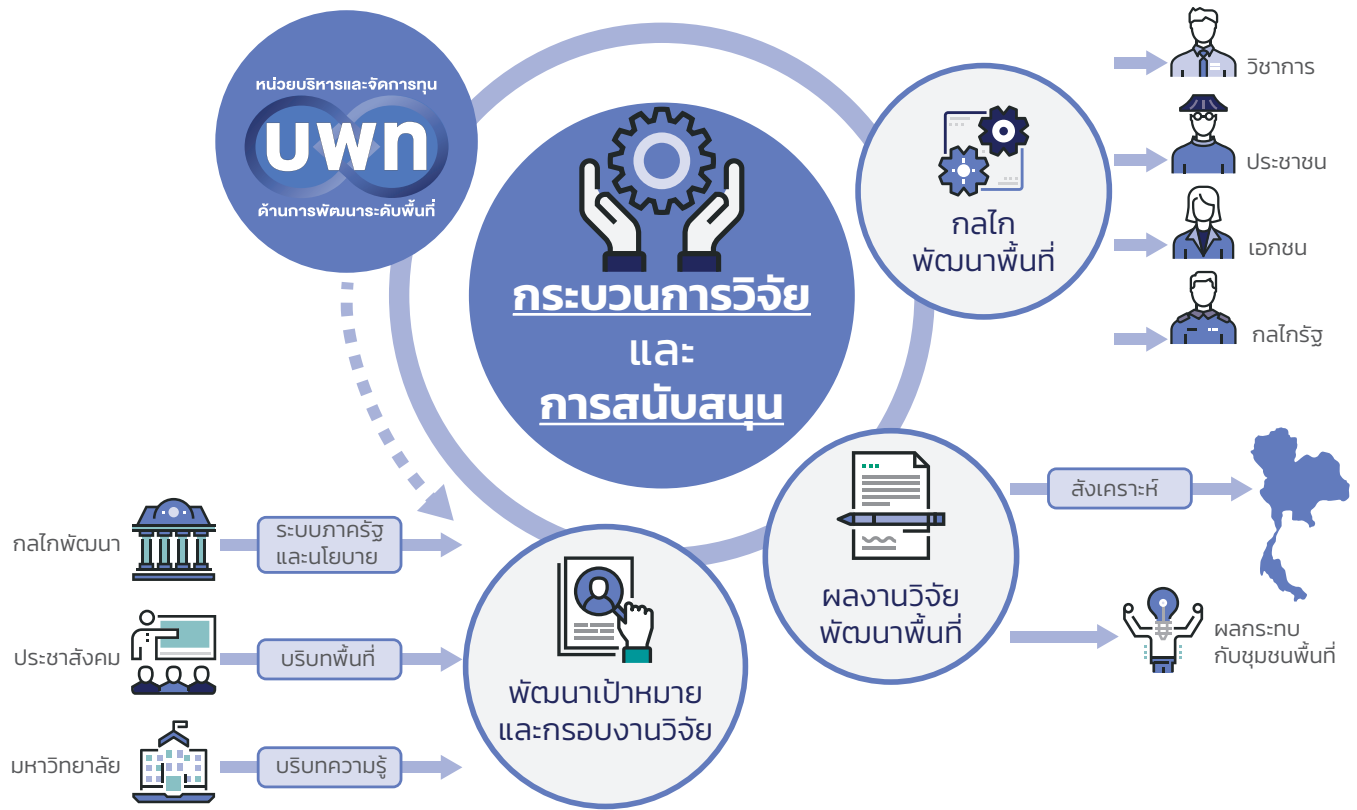 หน่วยบริหารและจัดการทุน
บพท
ด้านการพัฒนาระดับพื้นที่
กระบวนการวิจัย
และ
การสนับสนุน
กลไก
พัฒนาพื้นที่
วิชาการ
ประชาชน
เอกชน
กลไกรัฐ
ผลงานวิจัย
พัฒนาพื้นที่
สังเคราะห์
ผลกระทบ
กับชุมชนพื้นที่
พัฒนาเป้าหมาย
และกรอบงานวิจัย
กลไกพัฒนา
ระบบภาครัฐ
และนโยบาย
ประชาสังคม
บริบทพื้นที่
มหาวิทยาลัย
บริบทความรู้